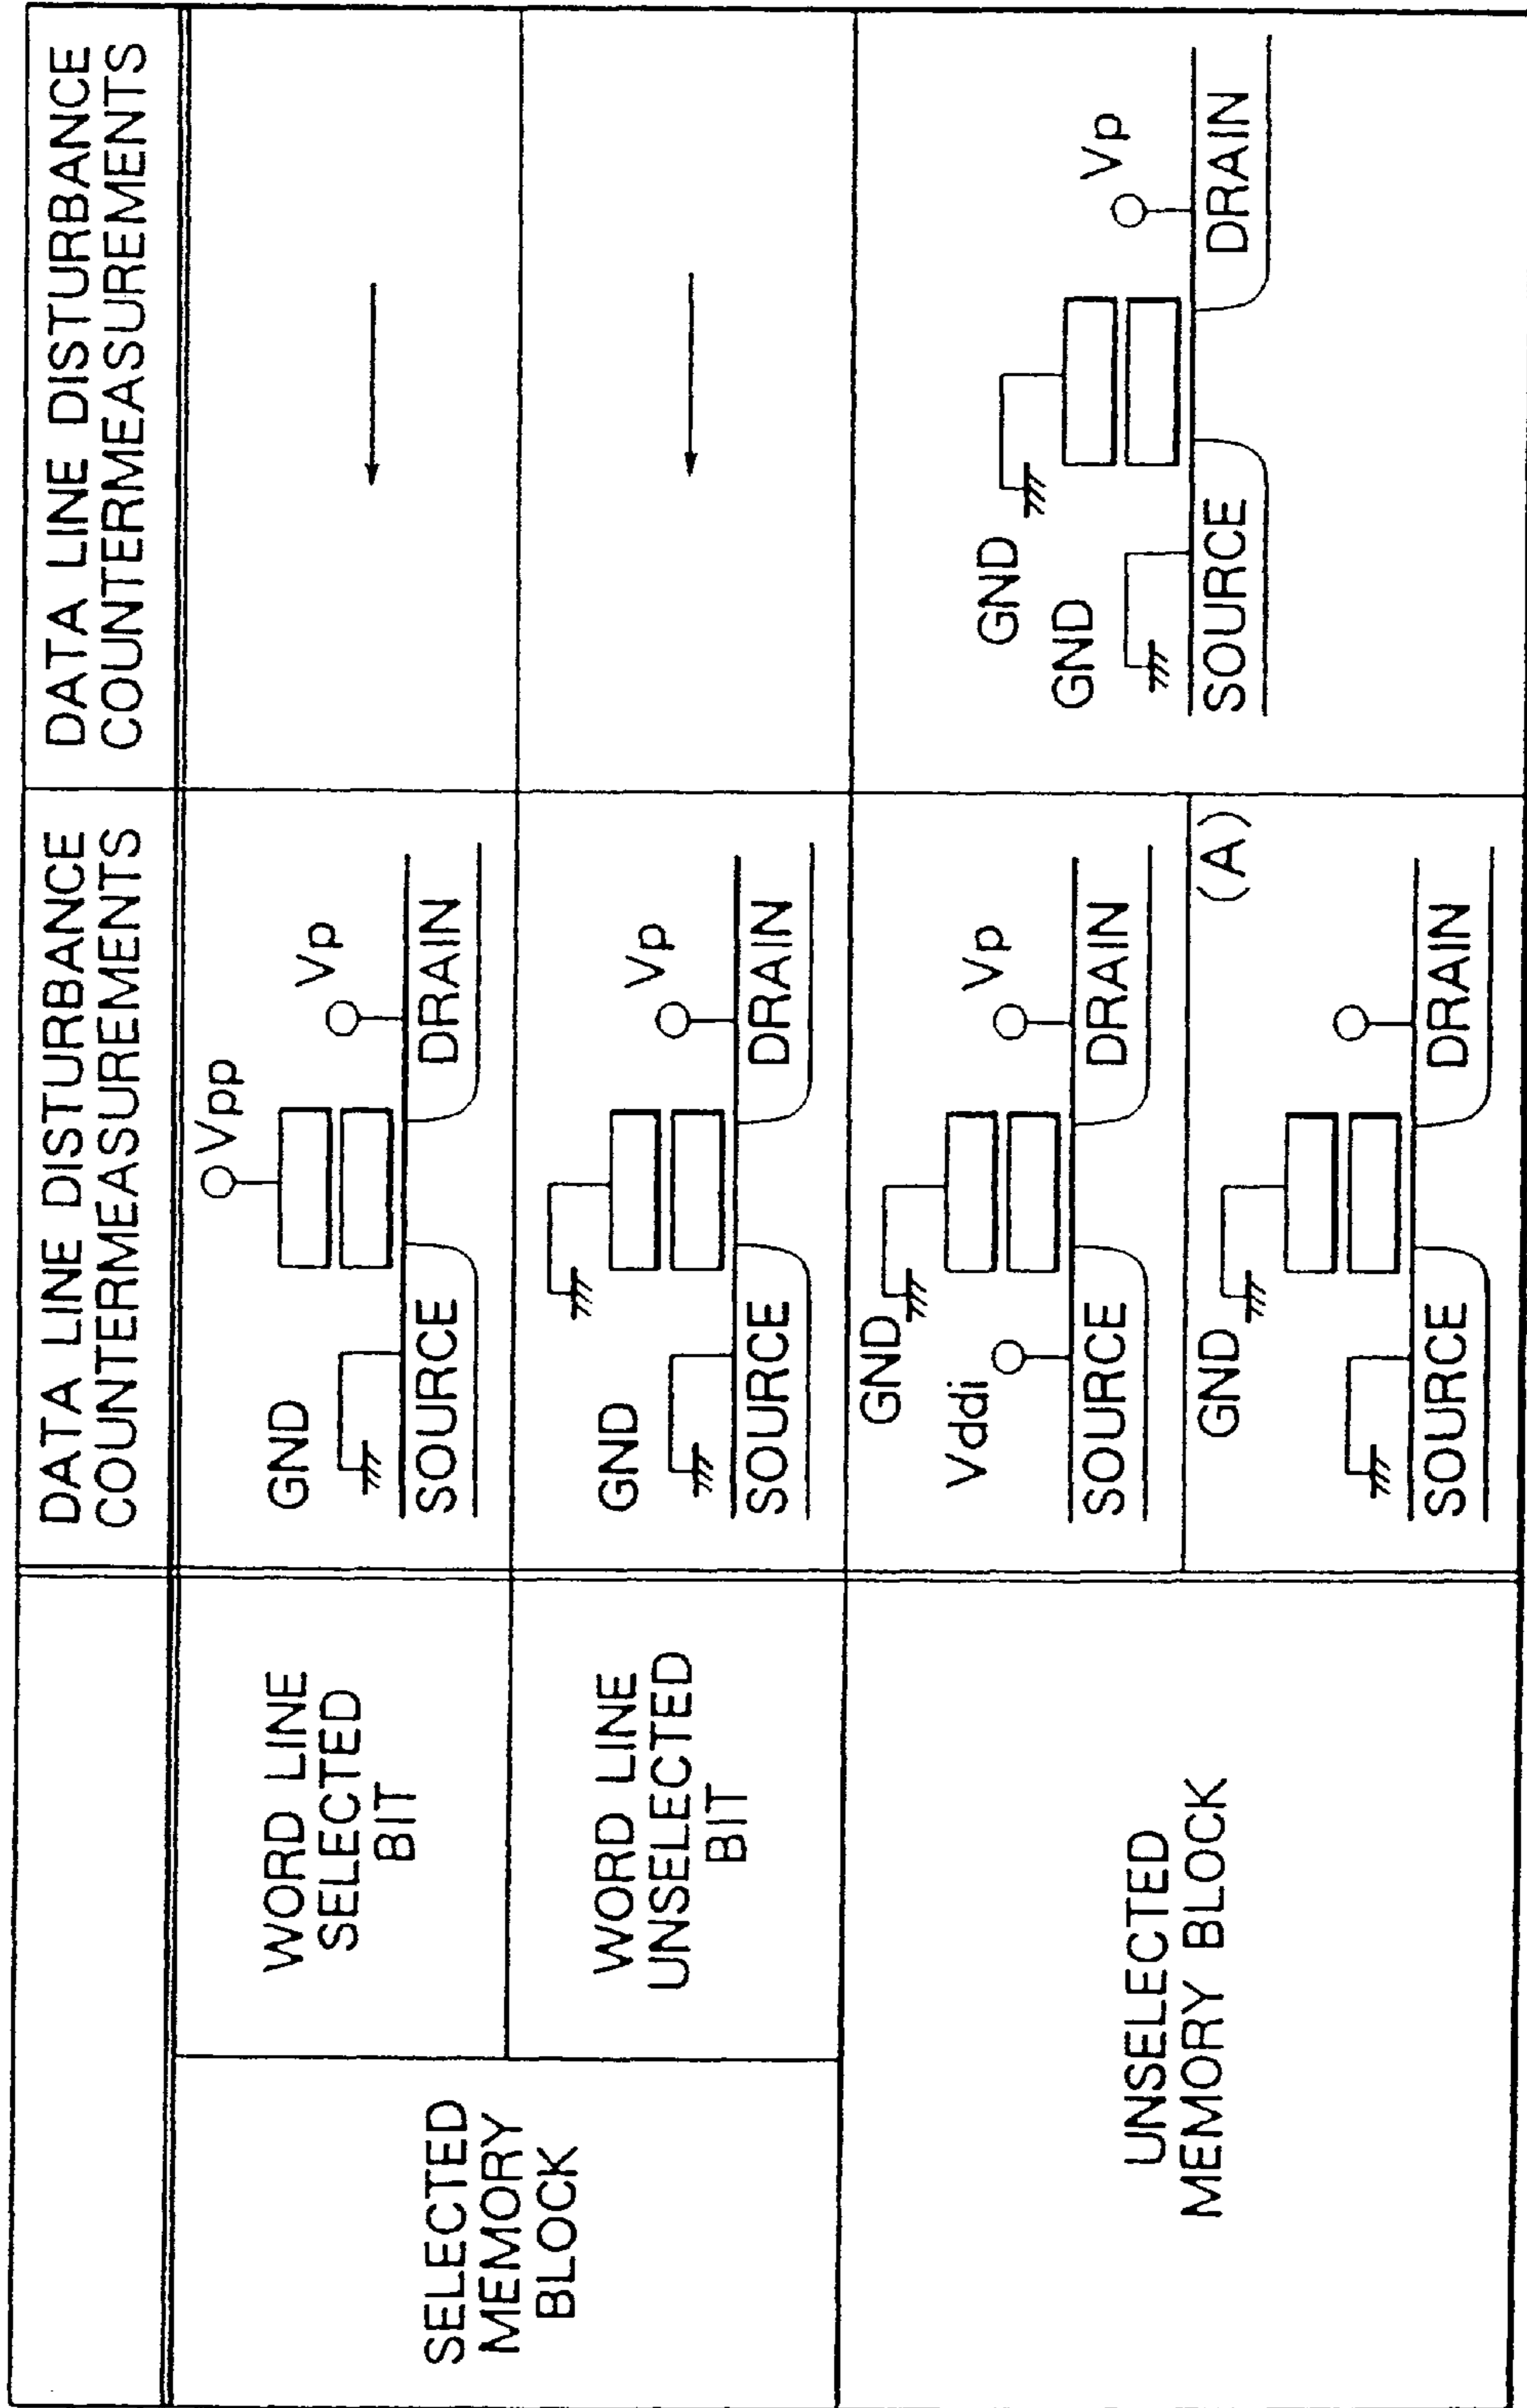 DATA LINE DISTURBANCE
COUNTERMEASUREMENTS
DATA LINE DISTURBANCE
COUNTERMEASUREMENTS
SELECTED
MEMORY
BLOCK
WORD LINE
SELECTED
BIT
Vpp
GND
Vp
SOURCE
DRAIN
WORD LINE
UNSELECTED
BIT
GND
Vp
SOURCE
DRAIN
UNSELECTED
MEMORY BLOCK
GND
Vddi
Vp
SOURCE
DRAIN
(A)
GND
SOURCE
DRAIN
GND
GND
Vp
SOURCE
DRAIN